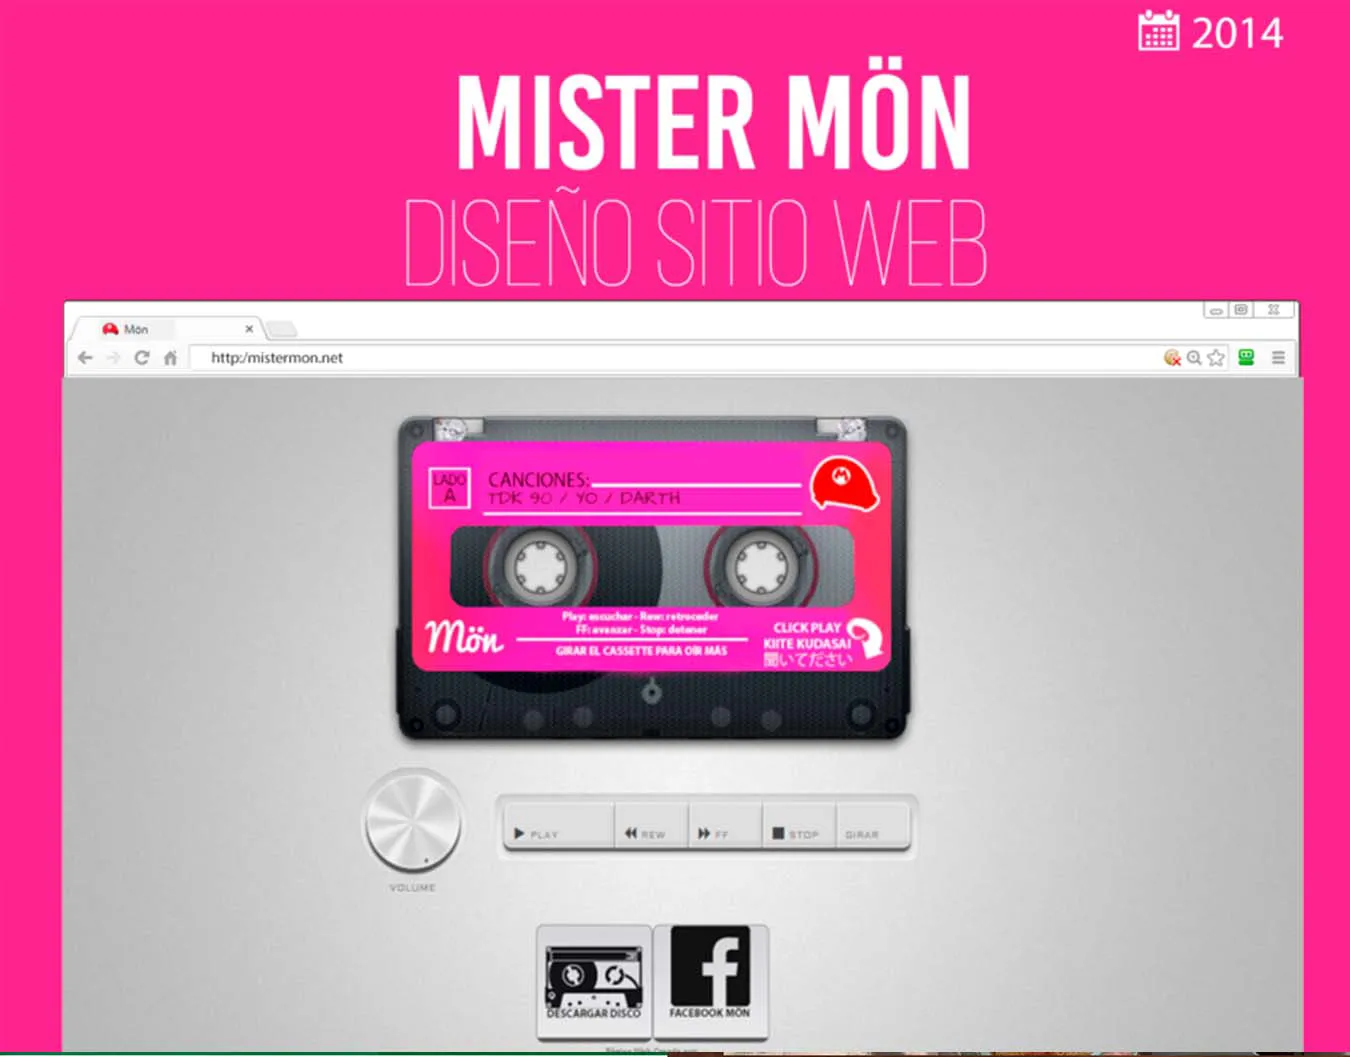 2014
MISTER MÖN
DISEÑO SITIO WEB
Mön
http:/mistermon.net
LADO A
CANCIONES:
TDK 90 / YO / DARTH
Play: escuchar - Rew: retroceder
FF: avanzar - Stop: detener
GIRAR EL CASSETTE PARA OÍR MÁS
Mön
CLICK PLAY
KIITE KUDASAI
聞いてださい
VOLUME
PLAY
REW
FF
STOP
GIRAR
DESCARGAR DISCO
FACEBOOK MÖN